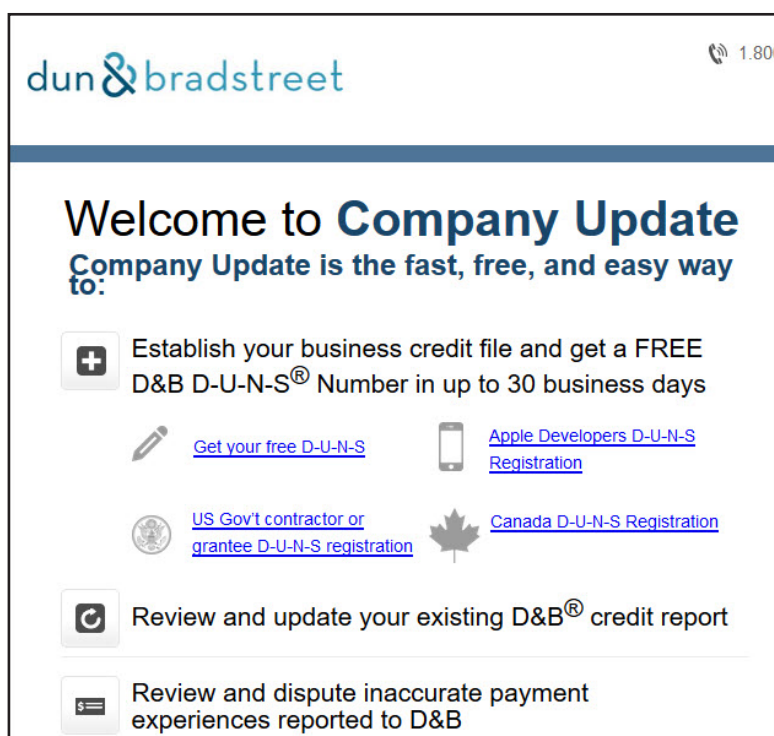 dun&bradstreet
1.800
Welcome to Company Update
Company Update is the fast, free, and easy way
to:
Establish your business credit file and get a FREE
D&B D-U-N-S® Number in up to 30 business days
Get your free D-U-N-S
Apple Developers D-U-N-S
Registration
US Gov't contractor or
grantee D-U-N-S registration
Canada D-U-N-S Registration
Review and update your existing D&B® credit report
Review and dispute inaccurate payment
experiences reported to D&B